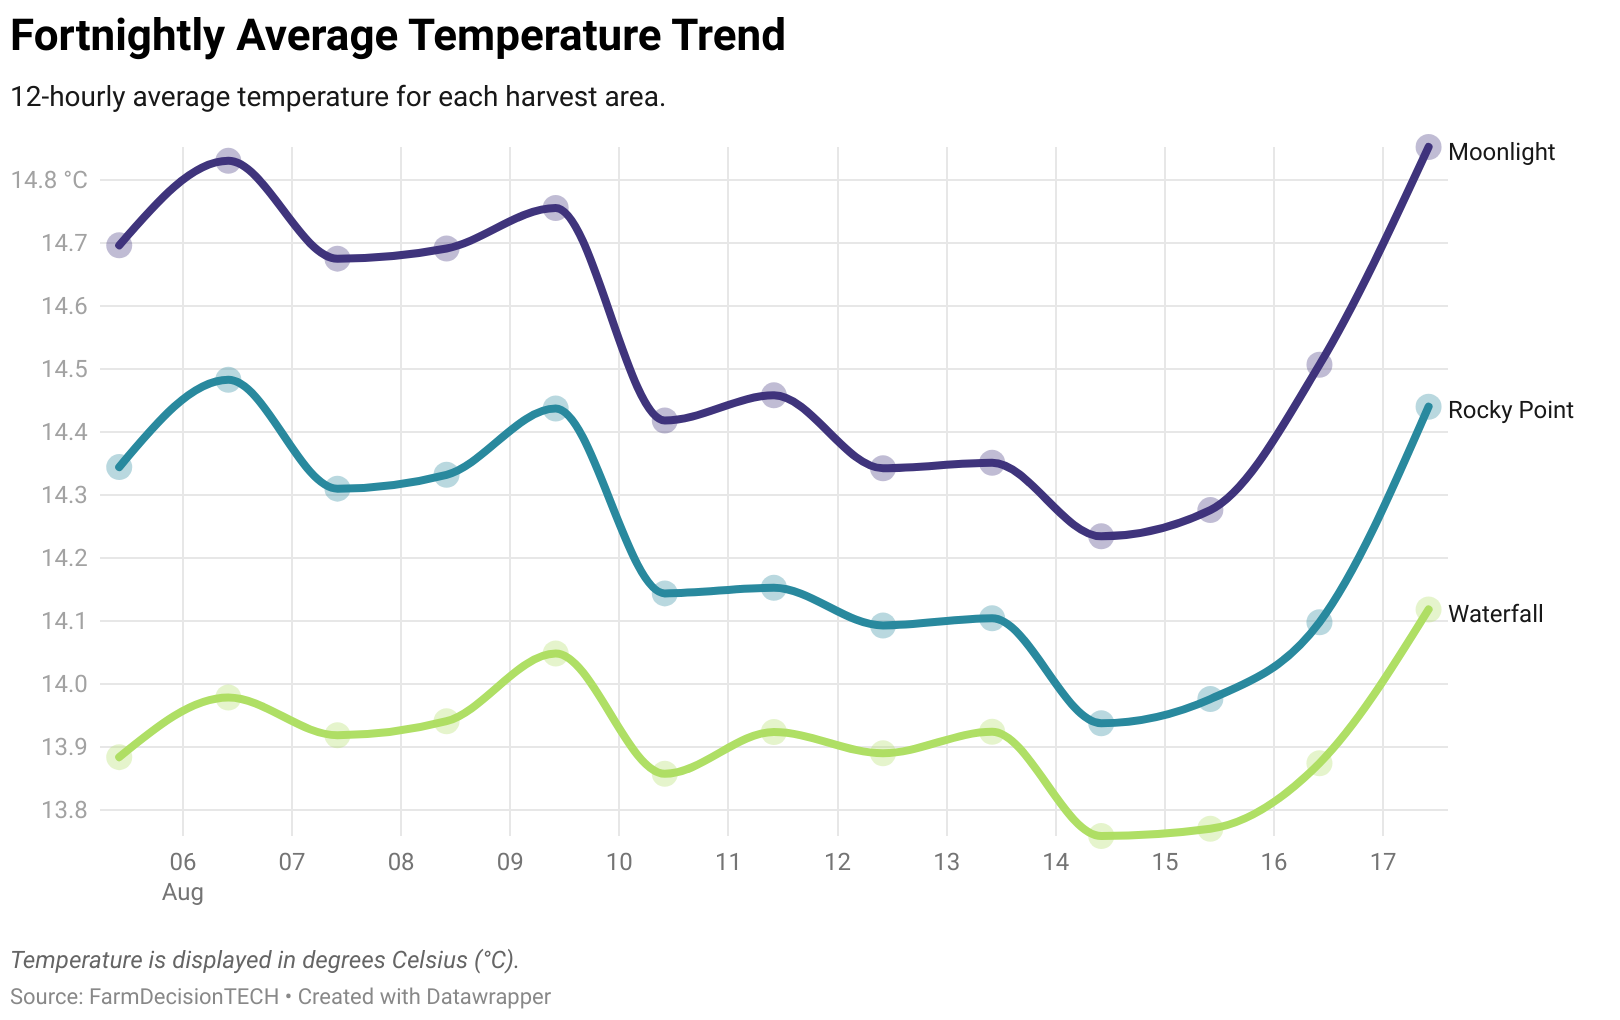 Fortnightly Average Temperature Trend
12-hourly average temperature for each harvest area.
14.8 °C
14.7
14.6
14.5
14.4
14.3
14.2
14.1
14.0
13.9
13.8
Moonlight
Rocky Point
Waterfall
06 07 08 09 10 11 12 13 14 15 16 17
Aug
Temperature is displayed in degrees Celsius (°C).
Source: FarmDecisionTECH • Created with Datawrapper